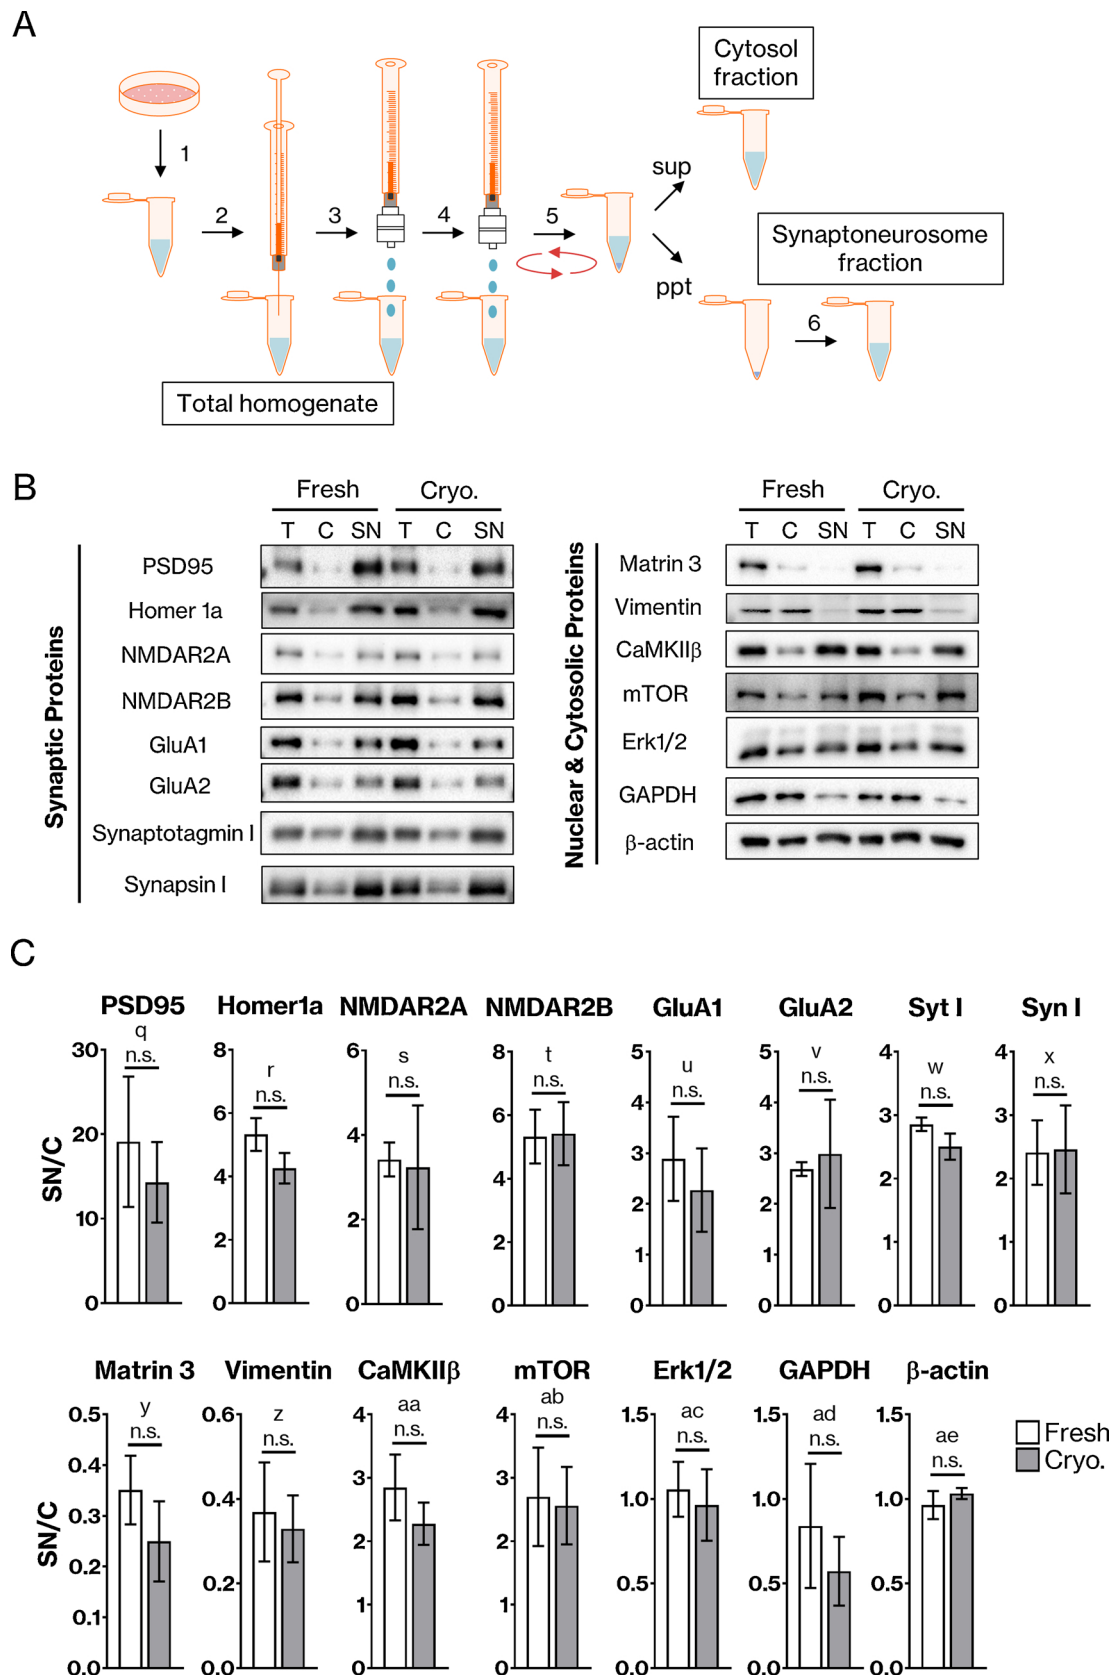 A
Cytosol
fraction
1
2
3
4
5
sup
Synaptoneurosome
fraction
ppt
6
Total homogenate
B
Fresh Cryo.
T C SN T C SN
Synaptic Proteins
PSD95
Homer 1a
NMDAR2A
NMDAR2B
GluA1
GluA2
Synaptotagmin I
Synapsin I
Fresh Cryo.
T C SN T C SN
Nuclear & Cytosolic Proteins
Matrin 3
Vimentin
CaMKIIβ
mTOR
Erk1/2
GAPDH
β-actin
C
PSD95 Homer1a NMDAR2A NMDAR2B GluA1 GluA2 Syt I Syn I
q r s t u v w x
n.s. n.s. n.s. n.s. n.s. n.s. n.s. n.s.
SN/C
30 20 10 0
8 6 4 2 0
6 4 2 0
8 6 4 2 0
5 4 3 2 1 0
5 4 3 2 1 0
4 3 2 1 0
4 3 2 1 0
Matrin 3 Vimentin CaMKIIβ mTOR Erk1/2 GAPDH β-actin
y z aa ab ac ad ae
n.s. n.s. n.s. n.s. n.s. n.s. n.s.
SN/C
0.5 0.4 0.3 0.2 0.1 0.0
0.6 0.4 0.2 0.0
4 3 2 1 0
4 3 2 1 0
1.5 1.0 0.5 0.0
1.5 1.0 0.5 0.0
1.5 1.0 0.5 0.0
Fresh
Cryo.